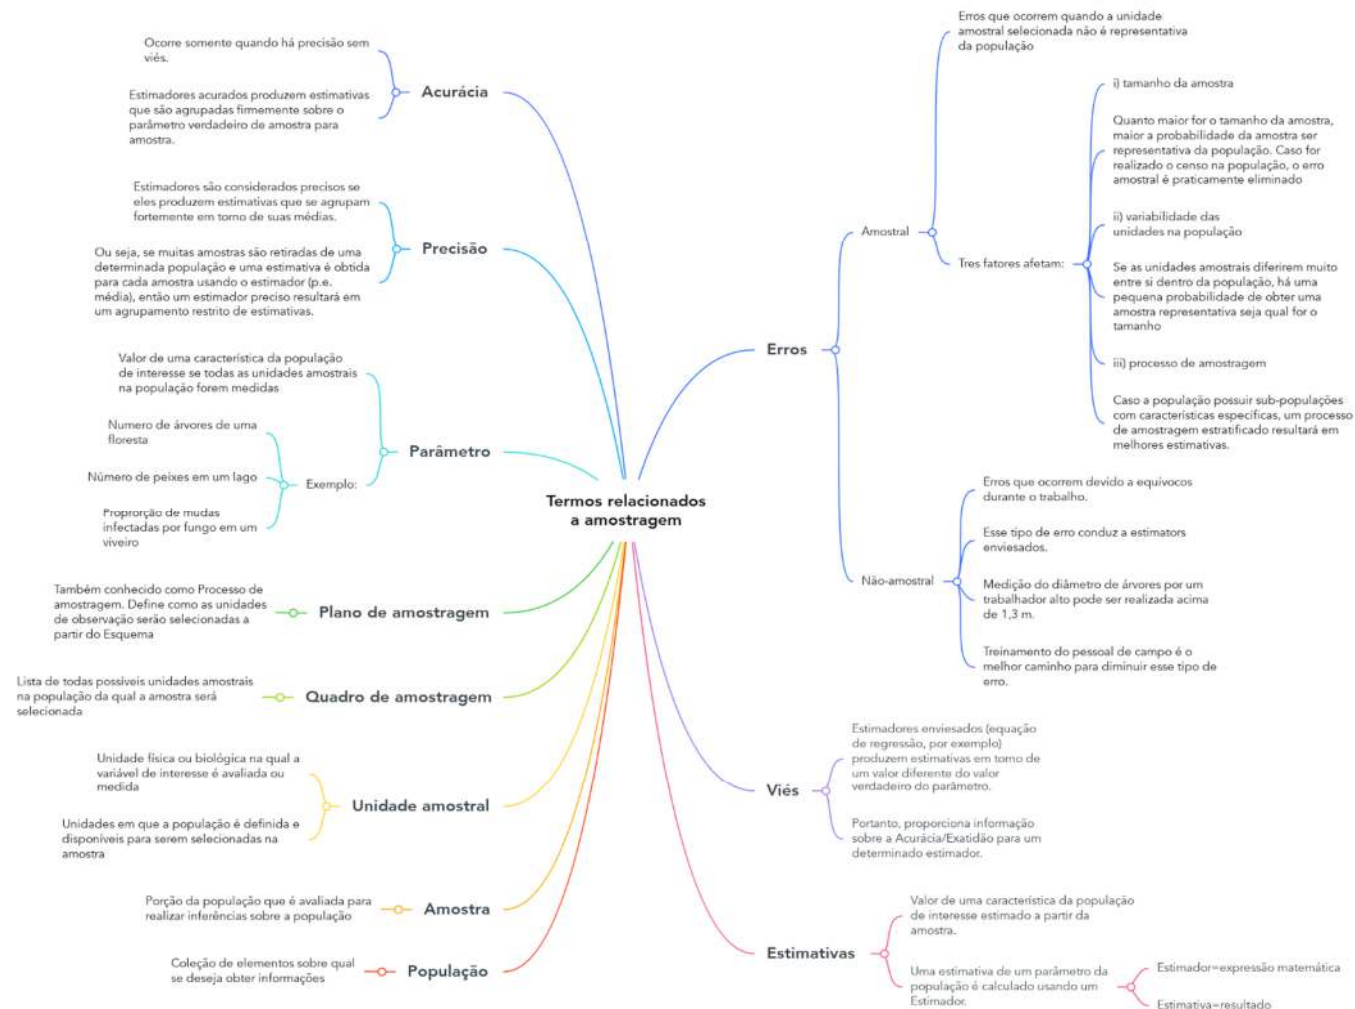 Termos relacionados
a amostragem
Acurácia
Ocorre somente quando há precisão sem
viés.
Estimadores acurados produzem estimativas
que são agrupadas firmemente sobre o
parâmetro verdadeiro de amostra para
amostra.
Precisão
Estimadores são considerados precisos se
eles produzem estimativas que se agrupam
fortemente em torno de suas médias.
Ou seja, se muitas amostras são retiradas de uma
determinada população e uma estimativa é obtida
para cada amostra usando o estimador (p.e.
média), então um estimador preciso resultará em
um agrupamento restrito de estimativas.
Parâmetro
Valor de uma característica da população
de interesse se todas as unidades amostrais
na população forem medidas
Exemplo:
Numero de árvores de uma
floresta
Número de peixes em um lago
Proprorção de mudas
infectadas por fungo em um
viveiro
Plano de amostragem
Também conhecido como Processo de
amostragem. Define como as unidades
de observação serão selecionadas a
partir do Esquema
Quadro de amostragem
Lista de todas possíveis unidades amostrais
na população da qual a amostra será
selecionada
Unidade amostral
Unidade física ou biológica na qual a
variável de interesse é avaliada ou
medida
Unidades em que a população é definida e
disponíveis para serem selecionadas na
amostra
Amostra
Porção da população que é avaliada para
realizar inferências sobre a população
População
Coleção de elementos sobre qual
se deseja obter informações
Erros
Amostral
Erros que ocorrem quando a unidade
amostral selecionada não é representativa
da população
Tres fatores afetam:
i) tamanho da amostra
Quanto maior for o tamanho da amostra,
maior a probabilidade da amostra ser
representativa da população. Caso for
realizado o censo na população, o erro
amostral é praticamente eliminado
ii) variabilidade das
unidades na população
Se as unidades amostrais diferirem muito
entre si dentro da população, há uma
pequena probabilidade de obter uma
amostra representativa seja qual for o
tamanho
iii) processo de amostragem
Caso a população possuir sub-populações
com características específicas, um processo
de amostragem estratificado resultará em
melhores estimativas.
Não-amostral
Erros que ocorrem devido a equívocos
durante o trabalho.
Esse tipo de erro conduz a estimators
enviesados.
Medição do diâmetro de árvores por um
trabalhador alto pode ser realizada acima
de 1,3 m.
Treinamento do pessoal de campo é o
melhor caminho para diminuir esse tipo de
erro.
Viés
Estimadores enviesados (equação
de regressão, por exemplo)
produzem estimativas em torno de
um valor diferente do valor
verdadeiro do parâmetro.
Portanto, proporciona informação
sobre a Acurácia/Exatidão para um
determinado estimador.
Estimativas
Valor de uma característica da população
de interesse estimado a partir da
amostra.
Uma estimativa de um parâmetro da
população é calculado usando um
Estimador.
Estimador=expressão matemática
Estimativa=resultado